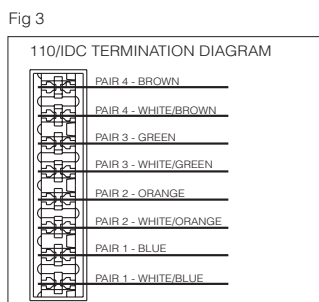 Fig 3
110/IDC TERMINATION DIAGRAM
PAIR 4 - BROWN
PAIR 4 - WHITE/BROWN
PAIR 3 - GREEN
PAIR 3 - WHITE/GREEN
PAIR 2 - ORANGE
PAIR 2 - WHITE/ORANGE
PAIR 1 - BLUE
PAIR 1 - WHITE/BLUE